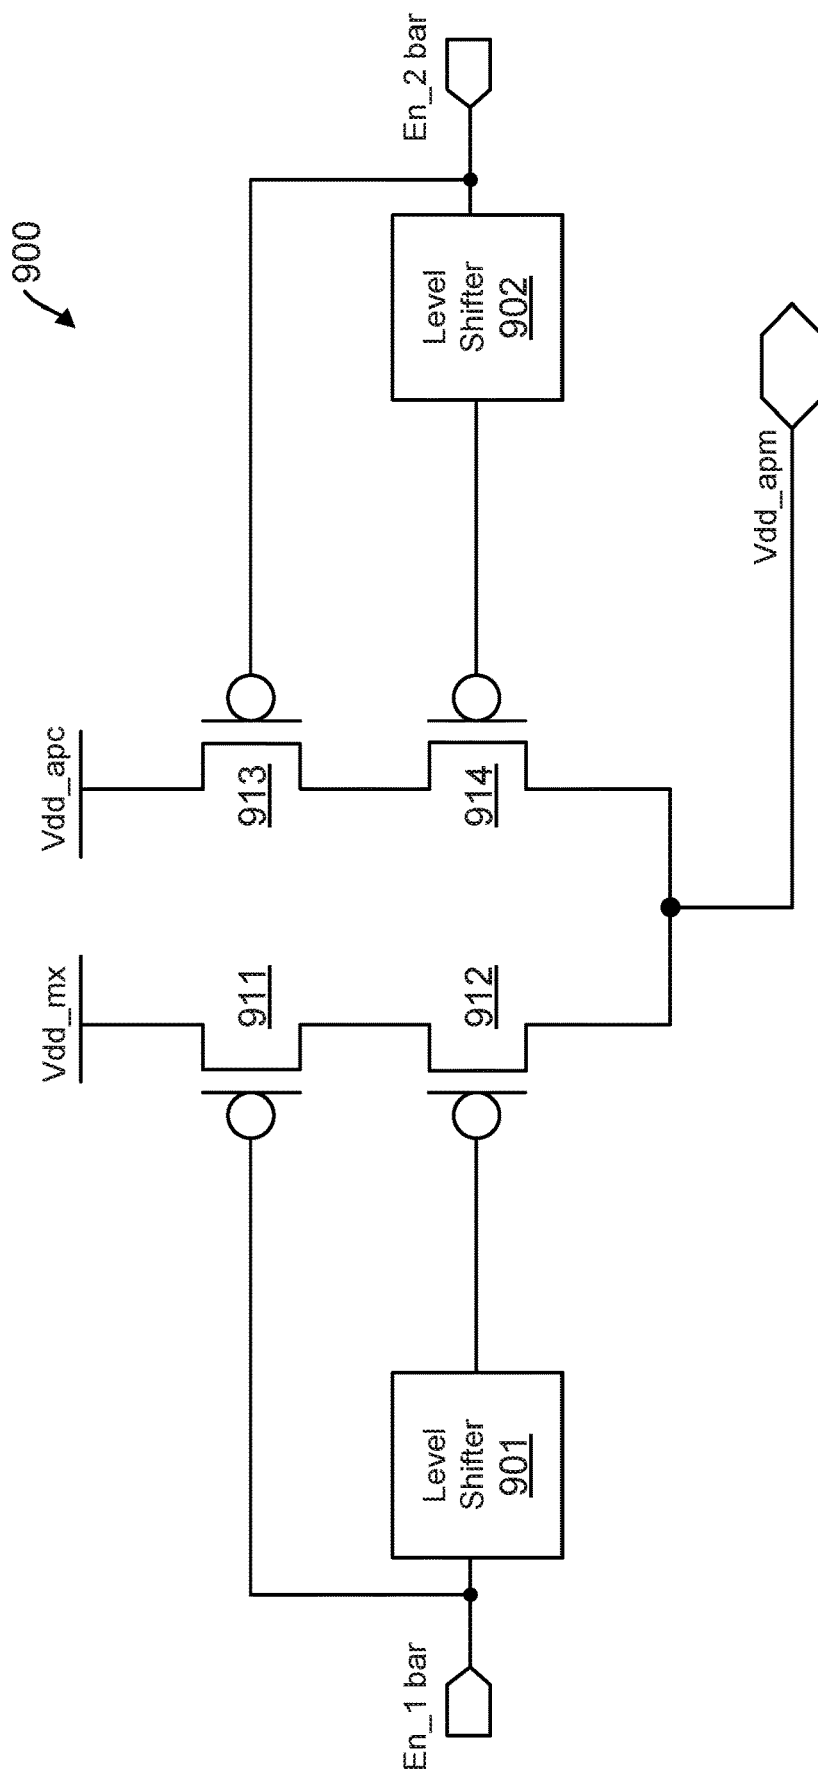 900
Vdd_mx
Vdd_apc
911
913
En_1 bar
Level
Shifter
901
912
914
Level
Shifter
902
En_2 bar
Vdd_apm